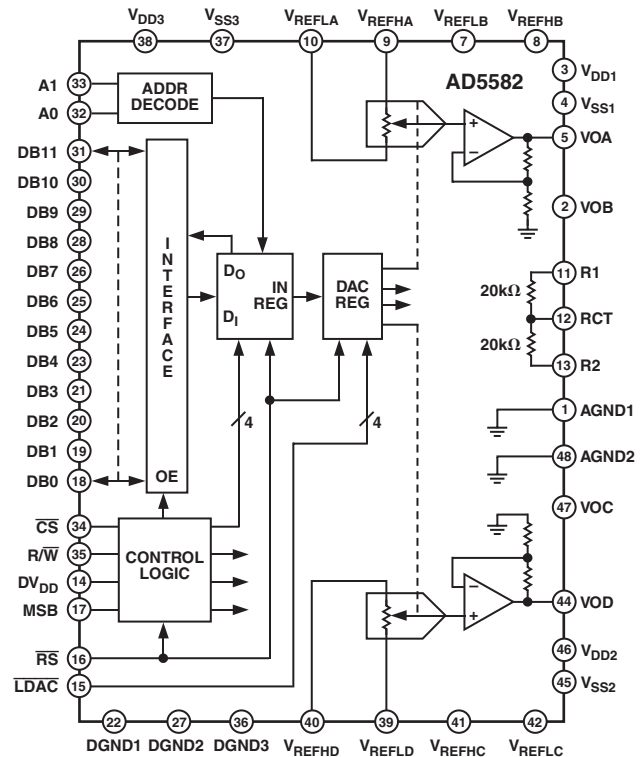 VDD3 VSS3 VREFLA VREFHA VREFLB VREFHB
38 37 10 9 7 8
AD5582
A1 33
A0 32
ADDR
DECODE
DB11 31
DB10 30
DB9 29
DB8 28
DB7 26
DB6 25
DB5 24
DB4 23
DB3 21
DB2 20
DB1 19
DB0 18
INTERFACE
OE
DO
DI
IN
REG
DAC
REG
4
4
CS 34
R/W 35
DVDD 14
MSB 17
CONTROL
LOGIC
RS 16
LDAC 15
+
−
3 VDD1
4 VSS1
5 VOA
2 VOB
11 R1
20kΩ
12 RCT
20kΩ
13 R2
1 AGND1
48 AGND2
47 VOC
−
+
44 VOD
46 VDD2
45 VSS2
22 27 36 40 39 41 42
DGND1 DGND2 DGND3 VREFHD VREFLD VREFHC VREFLC